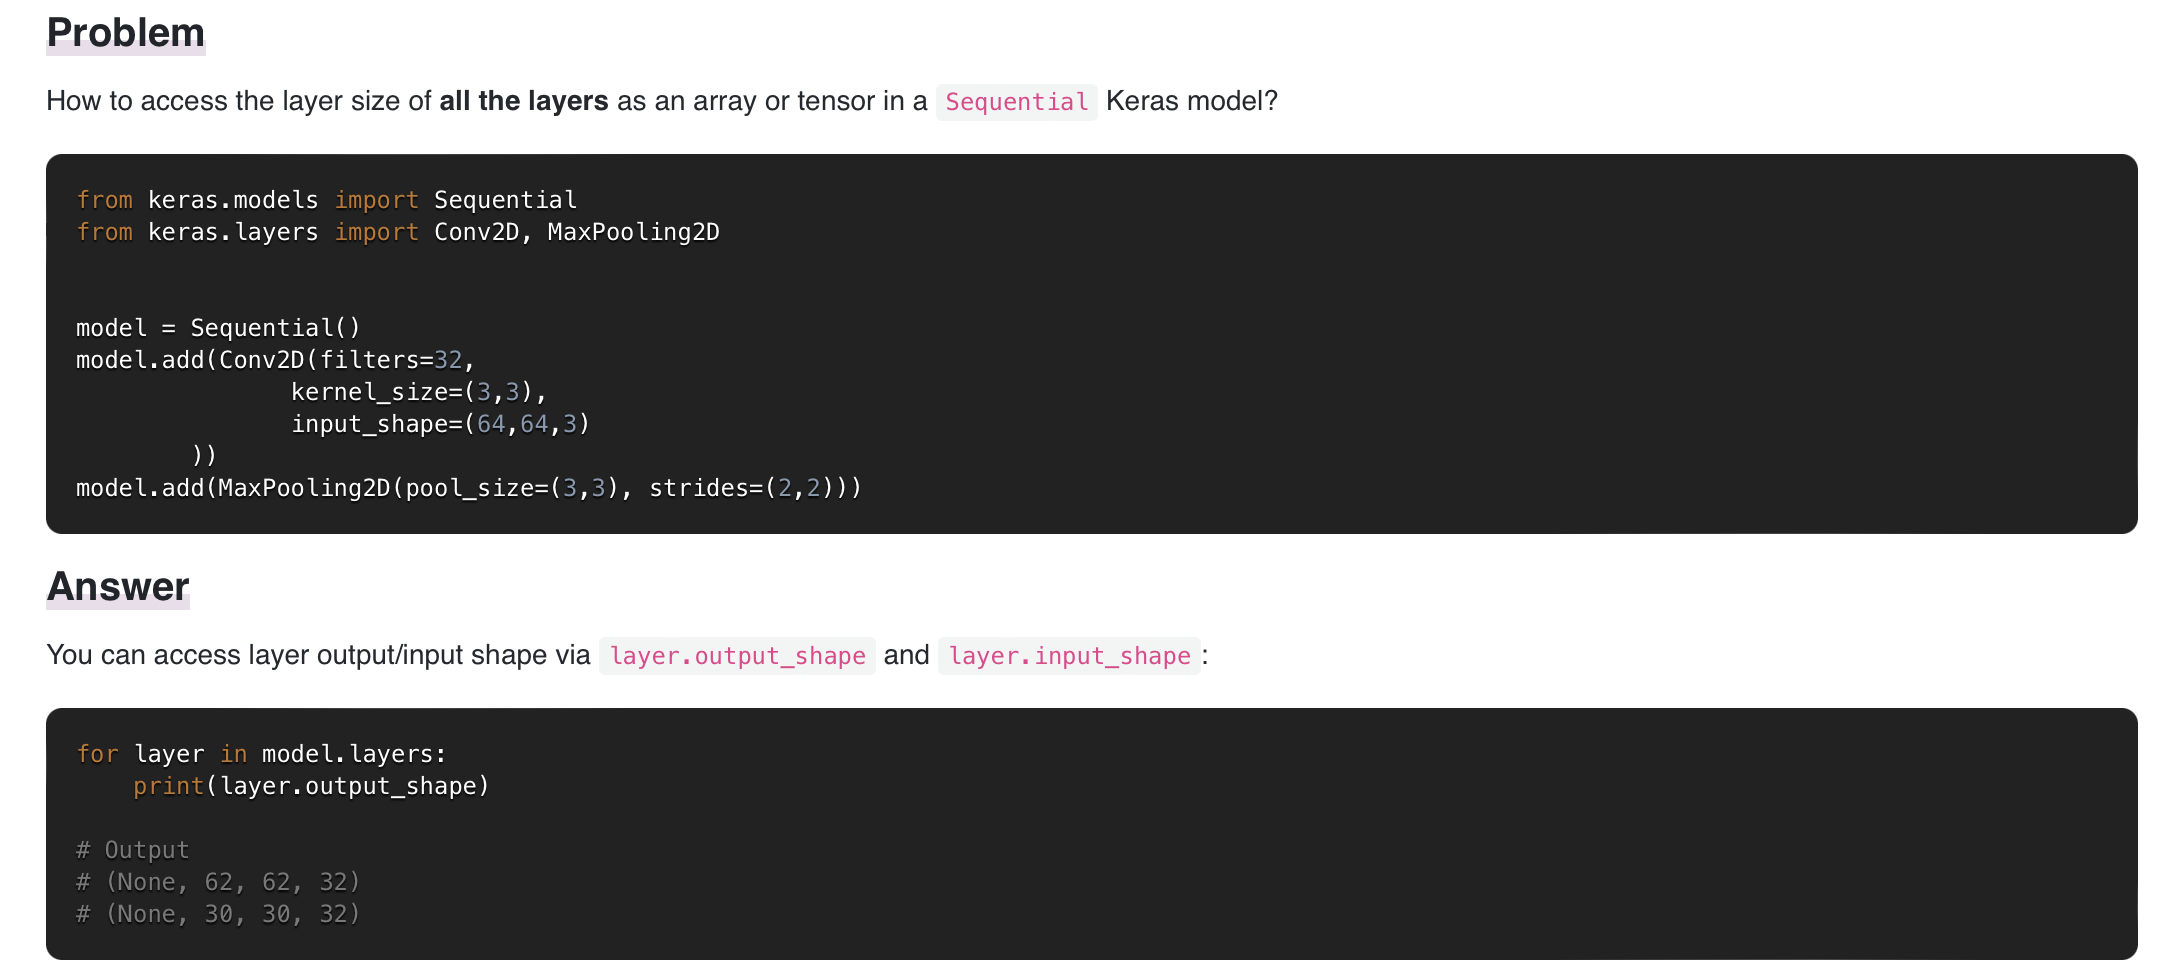 Problem
How to access the layer size of all the layers as an array or tensor in a Sequential Keras model?
from keras.models import Sequential
from keras.layers import Conv2D, MaxPooling2D
model = Sequential()
model.add(Conv2D(filters=32,
               kernel_size=(3,3),
               input_shape=(64,64,3)
        ))
model.add(MaxPooling2D(pool_size=(3,3), strides=(2,2)))
Answer
You can access layer output/input shape via layer.output_shape and layer.input_shape:
for layer in model.layers:
    print(layer.output_shape)
# Output
# (None, 62, 62, 32)
# (None, 30, 30, 32)